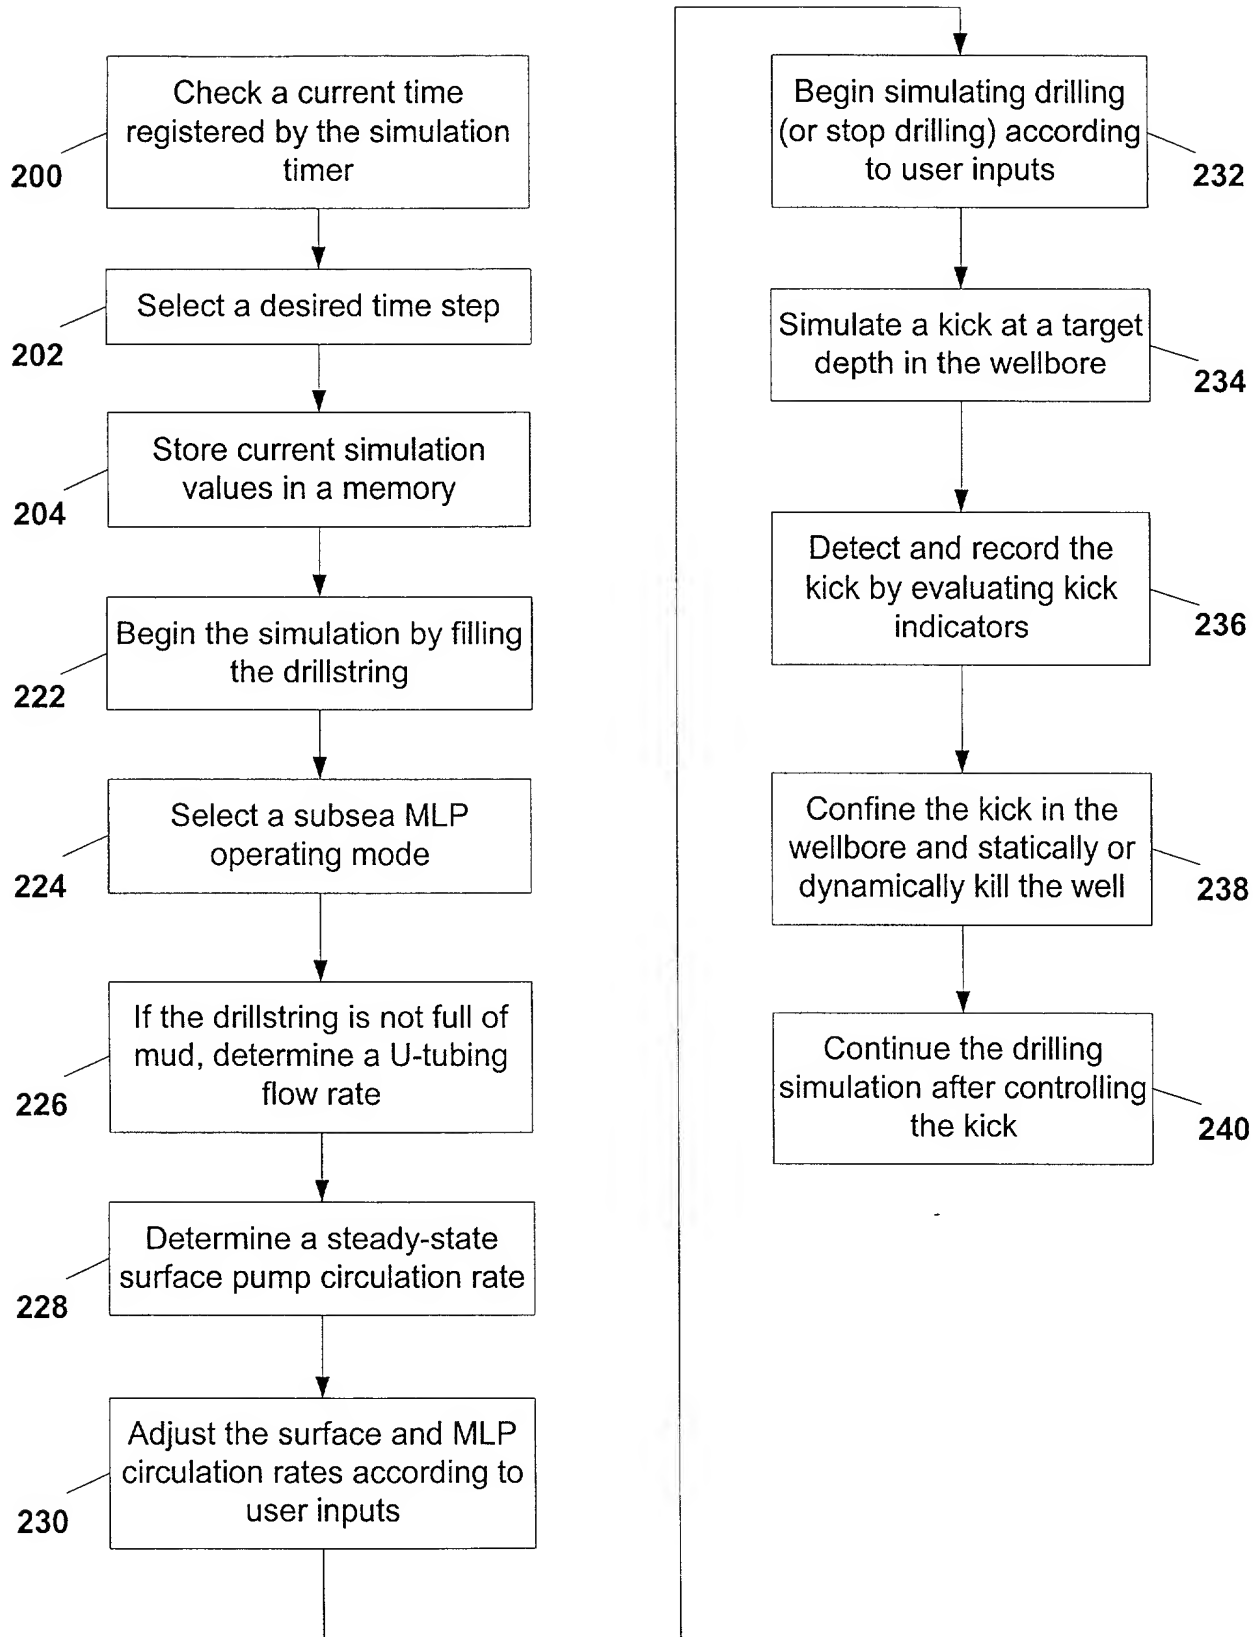 Check a current time
registered by the simulation
timer
200
Select a desired time step
202
Store current simulation
values in a memory
204
Begin the simulation by filling
the drillstring
222
Select a subsea MLP
operating mode
224
If the drillstring is not full of
mud, determine a U-tubing
flow rate
226
Determine a steady-state
surface pump circulation rate
228
Adjust the surface and MLP
circulation rates according to
user inputs
230
Begin simulating drilling
(or stop drilling) according
to user inputs
232
Simulate a kick at a target
depth in the wellbore
234
Detect and record the
kick by evaluating kick
indicators
236
Confine the kick in the
wellbore and statically or
dynamically kill the well
238
Continue the drilling
simulation after controlling
the kick
240